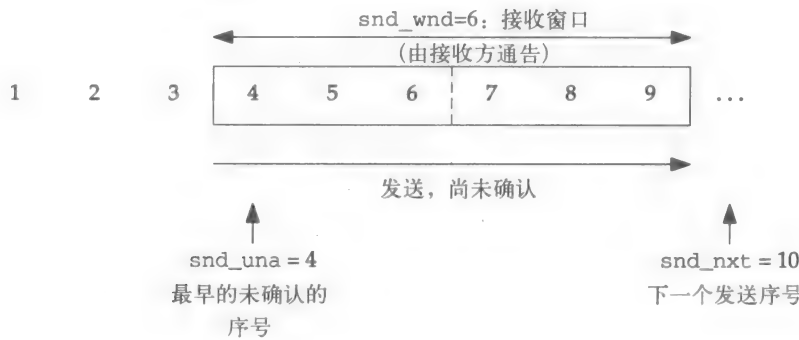 snd_wnd=6：接收窗口
(由接收方通告)
1 2 3 4 5 6 7 8 9 ...
发送，尚未确认
snd_una = 4
最早的未确认的
序号
snd_nxt = 10
下一个发送序号